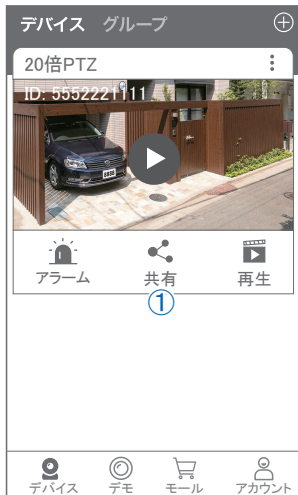 デバイス グループ
20倍PTZ
ID: 5552221111
8888
アラーム 共有 再生
①
デバイス デモ モール アカウント